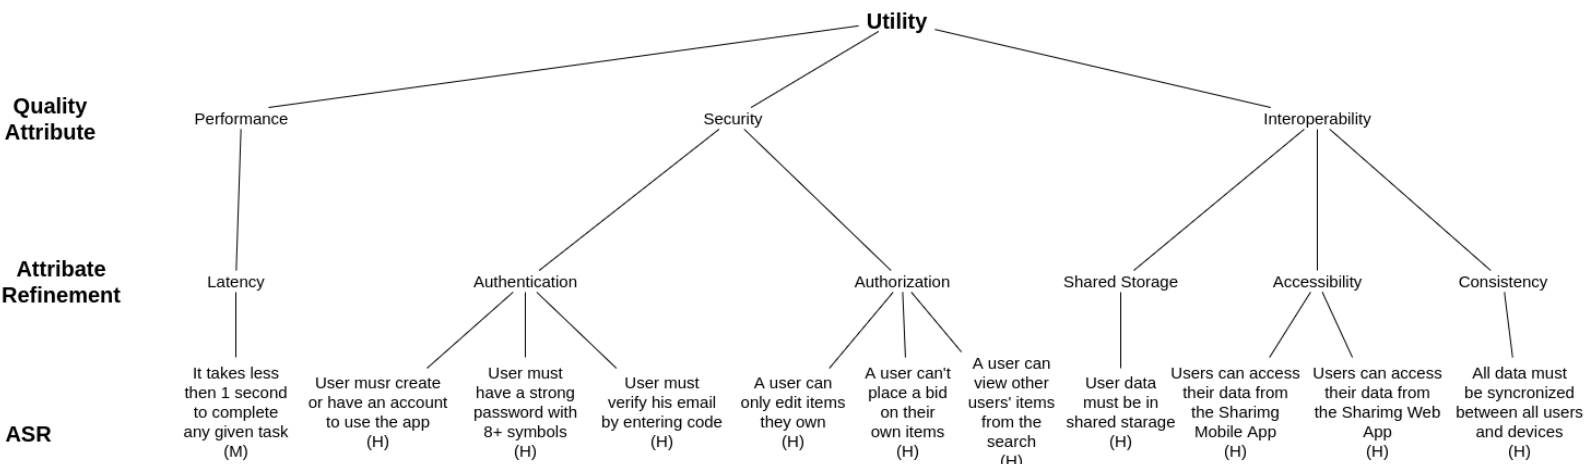 Utility
Quality
Attribute
Performance
Security
Interoperability
Attribate
Refinement
Latency
Authentication
Authorization
Shared Storage
Accessibility
Consistency
ASR
It takes less
then 1 second
to complete
any given task
(M)
User musr create
or have an account
to use the app
(H)
User must
have a strong
password with
8+ symbols
(H)
User must
verify his email
by entering code
(H)
A user can
only edit items
they own
(H)
A user can't
place a bid
on their
own items
(H)
A user can
view other
users' items
from the
search
(H)
User data
must be in
shared starage
(H)
Users can access
their data from
the Sharimg
Mobile App
(H)
Users can access
their data from
the Sharimg Web
App
(H)
All data must
be syncronized
between all users
and devices
(H)